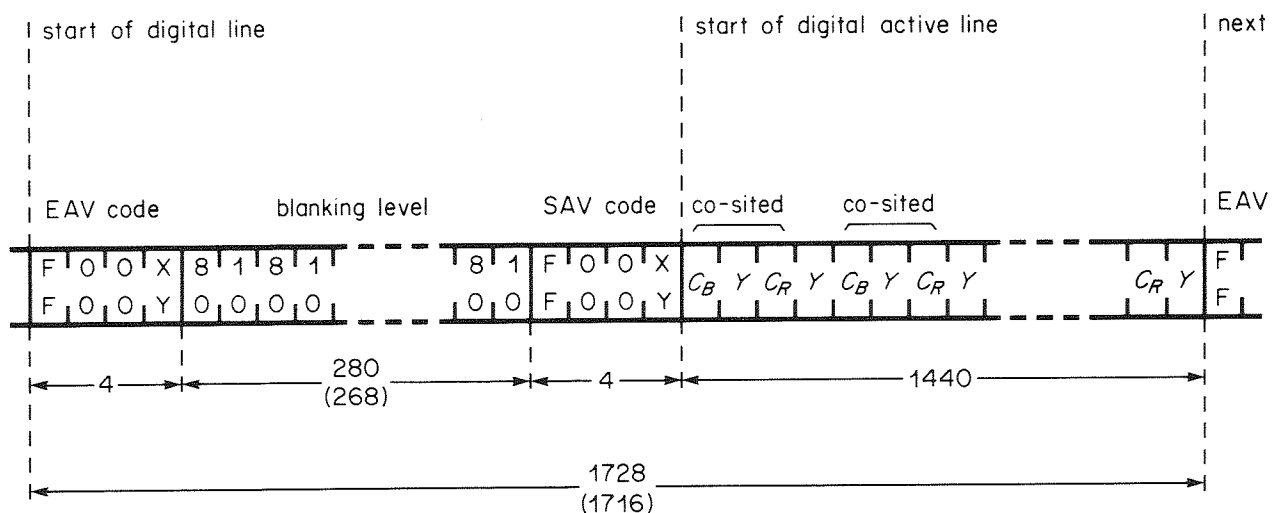 start of digital line start of digital active line next
EAV code blanking level SAV code co-sited co-sited EAV
F 0 0 X 8 1 8 1 8 1 F 0 0 X C_B Y C_R Y C_B Y C_R Y C_R Y F
F 0 0 Y 0 0 0 0 0 0 F 0 0 Y F
4 280 4 1440
(268)
1728
(1716)